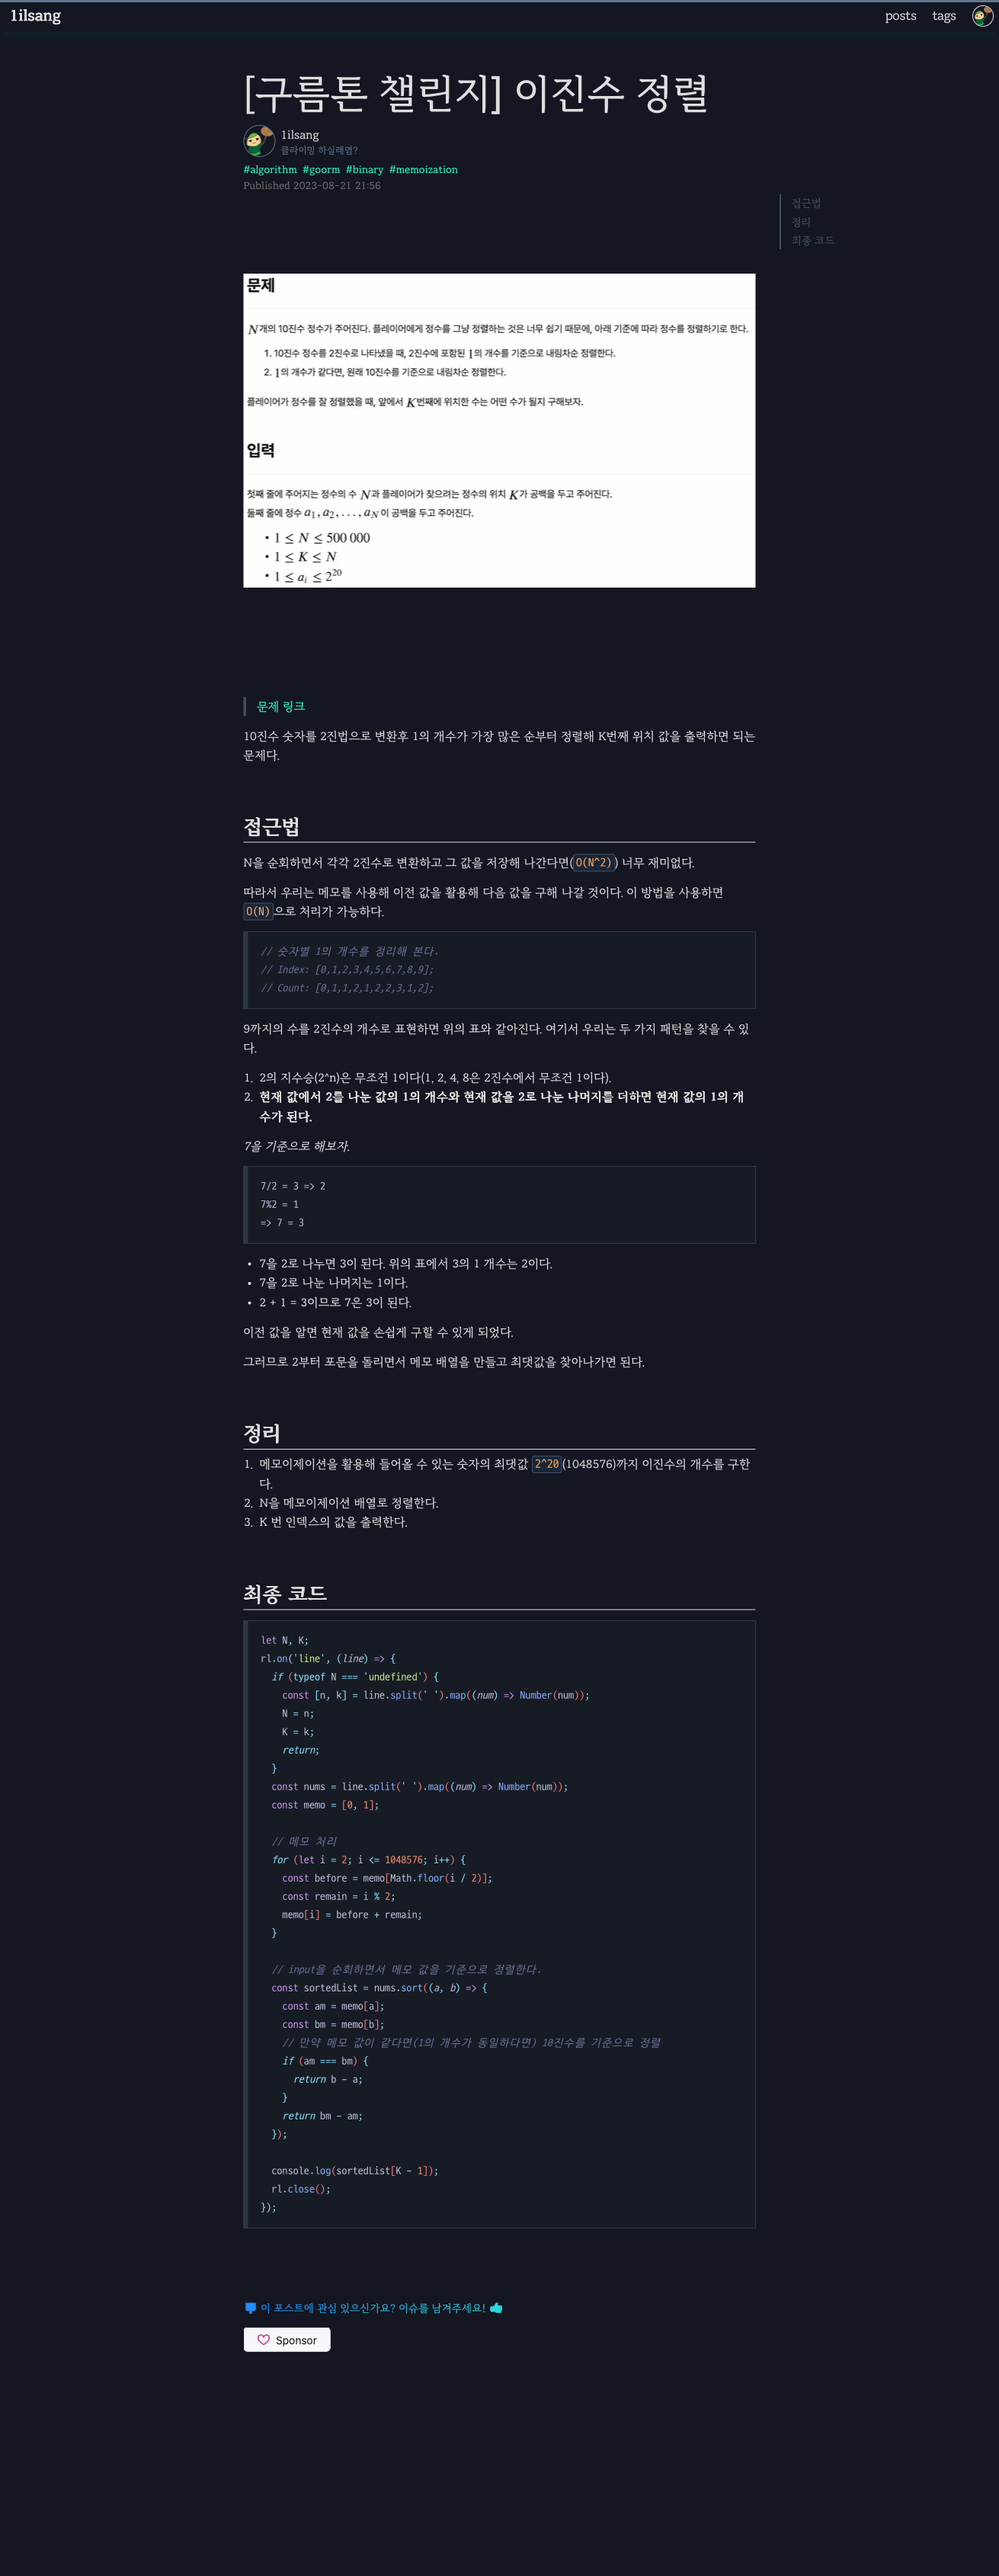 1ilsang
posts tags
[구름톤 챌린지] 이진수 정렬
1ilsang
클라이밍 하실래염?
#algorithm #goorm #binary #memoization
Published 2023-08-21 21:56
접근법
정리
최종 코드
문제
N개의 10진수 정수가 주어진다. 플레이어에게 정수를 그냥 정렬하는 것은 너무 쉽기 때문에, 아래 기준에 따라 정수를 정렬하기로 한다.
1. 10진수 정수를 2진수로 나타냈을 때, 2진수에 포함된 1의 개수를 기준으로 내림차순 정렬한다.
2. 1의 개수가 같다면, 원래 10진수를 기준으로 내림차순 정렬한다.
플레이어가 정수를 잘 정렬했을 때, 앞에서 K번째에 위치한 수는 어떤 수가 될지 구해보자.
입력
첫째 줄에 주어지는 정수의 수 N과 플레이어가 찾으려는 정수의 위치 K가 공백을 두고 주어진다.
둘째 줄에 정수 a₁, a₂, . . . , a_N이 공백을 두고 주어진다.
• 1 ≤ N ≤ 500 000
• 1 ≤ K ≤ N
• 1 ≤ aᵢ ≤ 2²⁰
문제 링크
10진수 숫자를 2진법으로 변환후 1의 개수가 가장 많은 순부터 정렬해 K번째 위치 값을 출력하면 되는
문제다.
접근법
N을 순회하면서 각각 2진수로 변환하고 그 값을 저장해 나간다면(O(N^2)) 너무 재미없다.
따라서 우리는 메모를 사용해 이전 값을 활용해 다음 값을 구해 나갈 것이다. 이 방법을 사용하면
O(N)으로 처리가 가능하다.
// 숫자별 1의 개수를 정리해 본다.
// Index: [0,1,2,3,4,5,6,7,8,9];
// Count: [0,1,1,2,1,2,2,3,1,2];
9까지의 수를 2진수의 개수로 표현하면 위의 표와 같아진다. 여기서 우리는 두 가지 패턴을 찾을 수 있
다.
1. 2의 지수승(2^n)은 무조건 1이다(1, 2, 4, 8은 2진수에서 무조건 1이다).
2. 현재 값에서 2를 나눈 값의 1의 개수와 현재 값을 2로 나눈 나머지를 더하면 현재 값의 1의 개
수가 된다.
7을 기준으로 해보자.
7/2 = 3 => 2
7%2 = 1
=> 7 = 3
• 7을 2로 나누면 3이 된다. 위의 표에서 3의 1 개수는 2이다.
• 7을 2로 나눈 나머지는 1이다.
• 2 + 1 = 3이므로 7은 3이 된다.
이전 값을 알면 현재 값을 손쉽게 구할 수 있게 되었다.
그러므로 2부터 포문을 돌리면서 메모 배열을 만들고 최댓값을 찾아나가면 된다.
정리
1. 메모이제이션을 활용해 들어올 수 있는 숫자의 최댓값 2^20(1048576)까지 이진수의 개수를 구한
다.
2. N을 메모이제이션 배열로 정렬한다.
3. K 번 인덱스의 값을 출력한다.
최종 코드
let N, K;
rl.on('line', (line) => {
  if (typeof N === 'undefined') {
    const [n, k] = line.split(' ').map((num) => Number(num));
    N = n;
    K = k;
    return;
  }
  const nums = line.split(' ').map((num) => Number(num));
  const memo = [0, 1];
  // 메모 처리
  for (let i = 2; i <= 1048576; i++) {
    const before = memo[Math.floor(i / 2)];
    const remain = i % 2;
    memo[i] = before + remain;
  }
  // input을 순회하면서 메모 값을 기준으로 정렬한다.
  const sortedList = nums.sort((a, b) => {
    const am = memo[a];
    const bm = memo[b];
    // 만약 메모 값이 같다면(1의 개수가 동일하다면) 10진수를 기준으로 정렬
    if (am === bm) {
      return b - a;
    }
    return bm - am;
  });
  console.log(sortedList[K - 1]);
  rl.close();
});
이 포스트에 관심 있으신가요? 이슈를 남겨주세요!
Sponsor